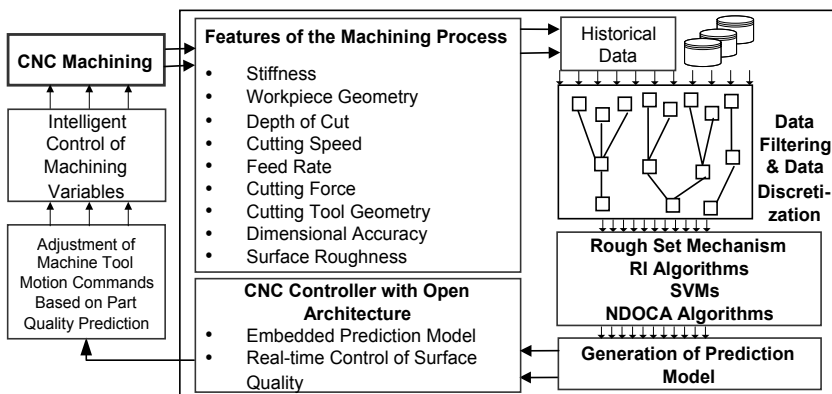 CNC Machining
Intelligent
Control of
Machining
Variables
Adjustment of
Machine Tool
Motion Commands
Based on Part
Quality Prediction
Features of the Machining Process
• Stiffness
• Workpiece Geometry
• Depth of Cut
• Cutting Speed
• Feed Rate
• Cutting Force
• Cutting Tool Geometry
• Dimensional Accuracy
• Surface Roughness
CNC Controller with Open
Architecture
• Embedded Prediction Model
• Real-time Control of Surface
Quality
Historical
Data
Data
Filtering
& Data
Discreti-
zation
Rough Set Mechanism
RI Algorithms
SVMs
NDOCA Algorithms
Generation of Prediction
Model